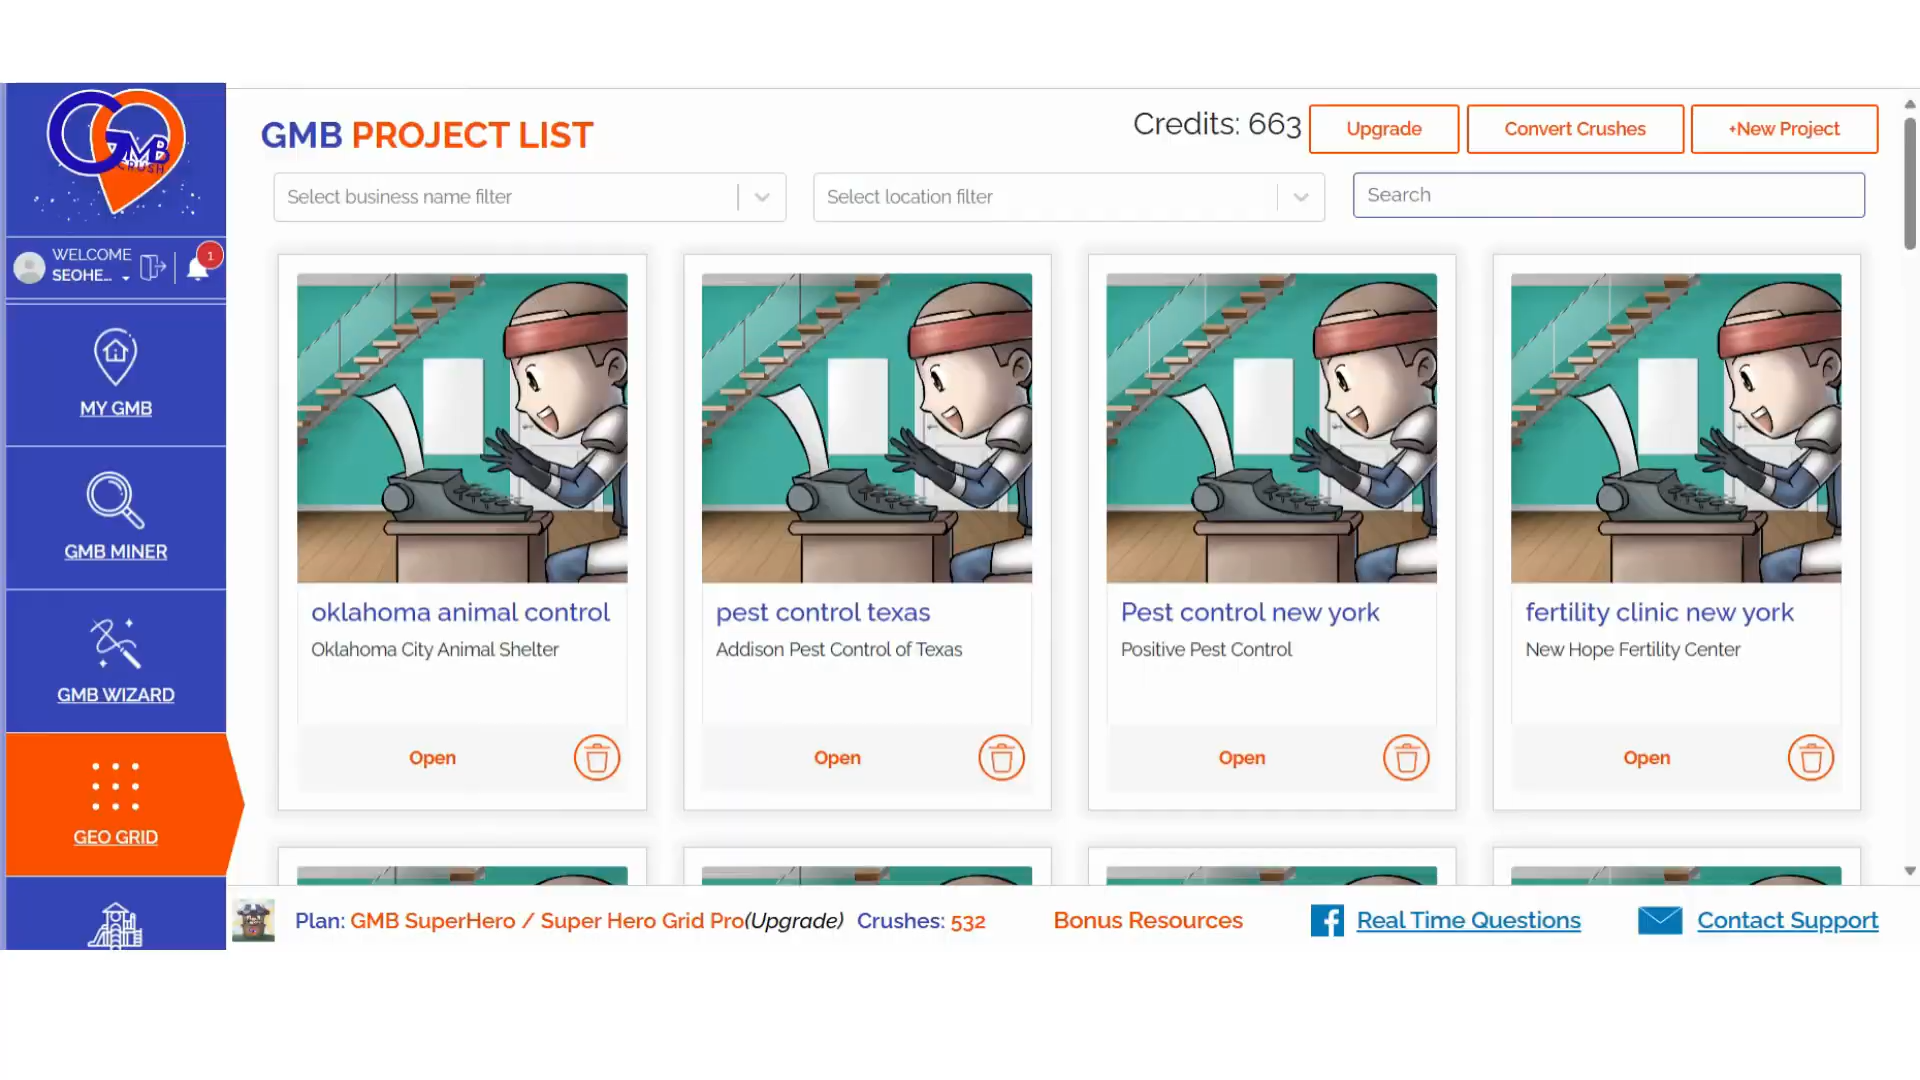 GMB
CRUSH
WELCOME
SEOHE...
1
MY GMB
GMB MINER
GMB WIZARD
GEO GRID
GMB PROJECT LIST
Credits: 663
Upgrade
Convert Crushes
+New Project
Select business name filter
Select location filter
Search
oklahoma animal control
Oklahoma City Animal Shelter
Open
pest control texas
Addison Pest Control of Texas
Open
Pest control new york
Positive Pest Control
Open
fertility clinic new york
New Hope Fertility Center
Open
Plan: GMB SuperHero / Super Hero Grid Pro(Upgrade) Crushes: 532
Bonus Resources
Real Time Questions
Contact Support